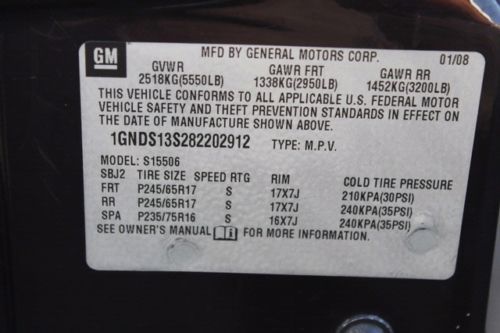 GM
MFD BY GENERAL MOTORS CORP. 01/08
GVWR GAWR FRT GAWR RR
2518KG(5550LB) 1338KG(2950LB) 1452KG(3200LB)
THIS VEHICLE CONFORMS TO ALL APPLICABLE U.S. FEDERAL MOTOR
VEHICLE SAFETY AND THEFT PREVENTION STANDARDS IN EFFECT ON
THE DATE OF MANUFACTURE SHOWN ABOVE.
1GNDS13S282202912 TYPE: M.P.V.
MODEL: S15506
SBJ2 TIRE SIZE SPEED RTG RIM COLD TIRE PRESSURE
FRT P245/65R17 S 17X7J 210KPA(30PSI)
RR P245/65R17 S 17X7J 240KPA(35PSI)
SPA P235/75R16 S 16X7J 240KPA(35PSI)
SEE OWNER'S MANUAL i FOR MORE INFORMATION.